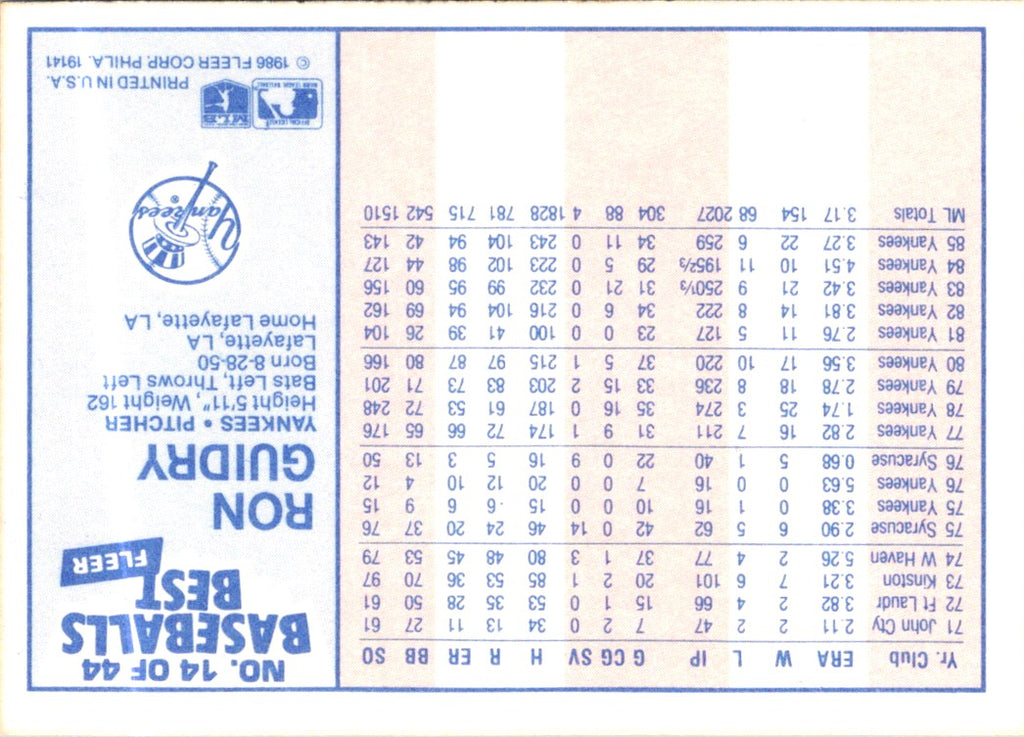 NO. 14 OF 44
BASEBALLS
BEST
FLEER
RON
GUIDRY
YANKEES • PITCHER
Height 5'11", Weight 162
Bats Left, Throws Left
Born 8-28-50
Lafayette, LA
Home Lafayette, LA
Yankees ®
OFFICIAL LICENSEE
MAJOR LEAGUE BASEBALL
MLB
PRINTED IN U.S.A.
© 1986 FLEER CORP. PHILA. 19141
Yr. Club ERA W L IP G CG SV H R ER BB SO
71 John Cty 2.11 2 2 47 7 2 0 34 13 11 27 61
72 Ft Laudr 3.82 2 4 66 15 1 0 53 35 28 50 61
73 Kinston 3.21 7 6 101 20 2 1 85 53 36 70 97
74 W Haven 5.26 2 4 77 37 1 3 80 48 45 53 79
75 Syracuse 2.90 6 5 62 42 0 14 46 24 20 37 76
75 Yankees 3.38 0 1 16 10 0 0 15 6 6 9 15
76 Yankees 5.63 0 0 16 7 0 0 20 12 10 4 12
76 Syracuse 0.68 5 1 40 22 0 9 16 5 3 13 50
77 Yankees 2.82 16 7 211 31 9 1 174 72 66 65 176
78 Yankees 1.74 25 3 274 35 16 0 187 61 53 72 248
79 Yankees 2.78 18 8 236 33 15 2 203 83 73 71 201
80 Yankees 3.56 17 10 220 37 5 1 215 97 87 80 166
81 Yankees 2.76 11 5 127 23 0 0 100 41 39 26 104
82 Yankees 3.81 14 8 222 34 6 0 216 104 94 69 162
83 Yankees 3.42 21 9 250⅓ 31 21 0 232 99 95 60 156
84 Yankees 4.51 10 11 195⅔ 29 5 0 223 102 98 44 127
85 Yankees 3.27 22 6 259 34 11 0 243 104 94 42 143
ML Totals 3.17 154 68 2027 304 88 4 1828 781 715 542 1510